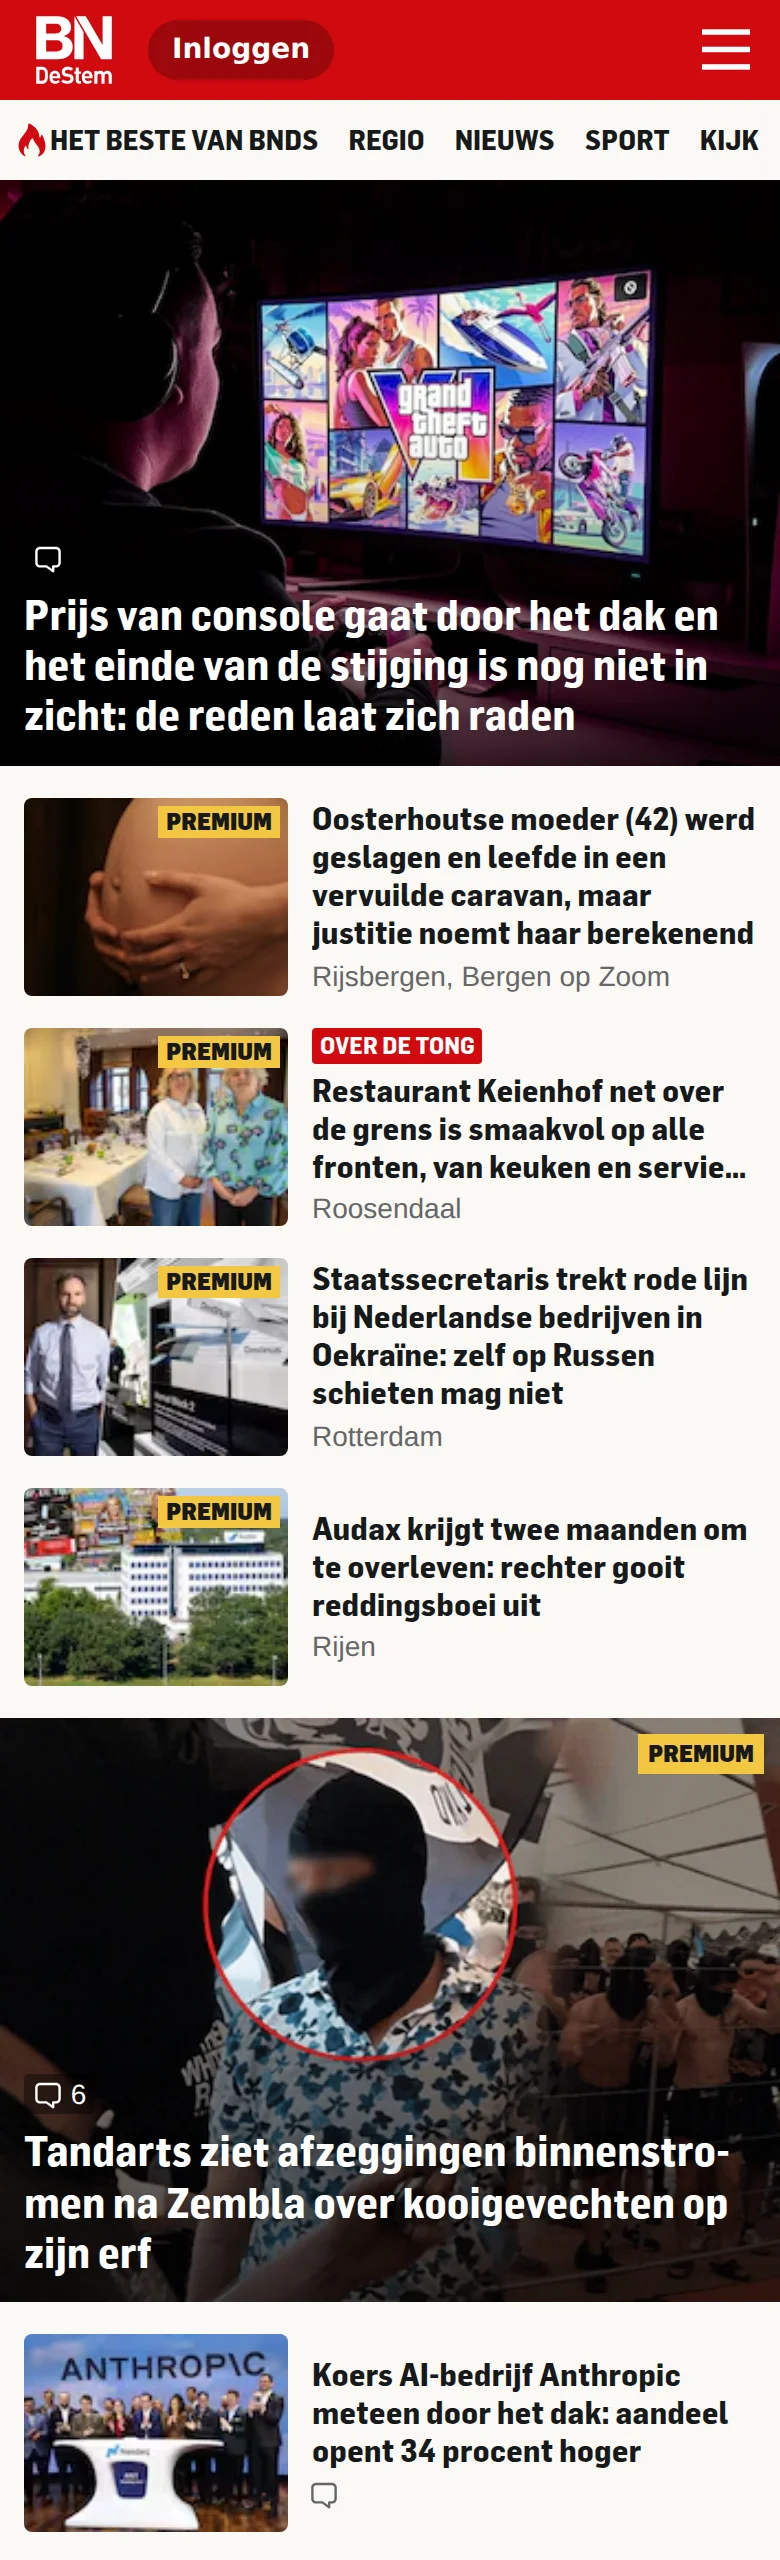 BN
DeStem
Inloggen
HET BESTE VAN BNDS REGIO NIEUWS SPORT KIJK
grand
theft
auto
VI
Prijs van console gaat door het dak en
het einde van de stijging is nog niet in
zicht: de reden laat zich raden
PREMIUM
Oosterhoutse moeder (42) werd
geslagen en leefde in een
vervuilde caravan, maar
justitie noemt haar berekenend
Rijsbergen, Bergen op Zoom
PREMIUM
OVER DE TONG
Restaurant Keienhof net over
de grens is smaakvol op alle
fronten, van keuken en servie...
Roosendaal
PREMIUM
Staatssecretaris trekt rode lijn
bij Nederlandse bedrijven in
Oekraïne: zelf op Russen
schieten mag niet
Rotterdam
PREMIUM
Audax krijgt twee maanden om
te overleven: rechter gooit
reddingsboei uit
Rijen
PREMIUM
6
Tandarts ziet afzeggingen binnenstro-
men na Zembla over kooigevechten op
zijn erf
ANTHROP\C
Koers AI-bedrijf Anthropic
meteen door het dak: aandeel
opent 34 procent hoger